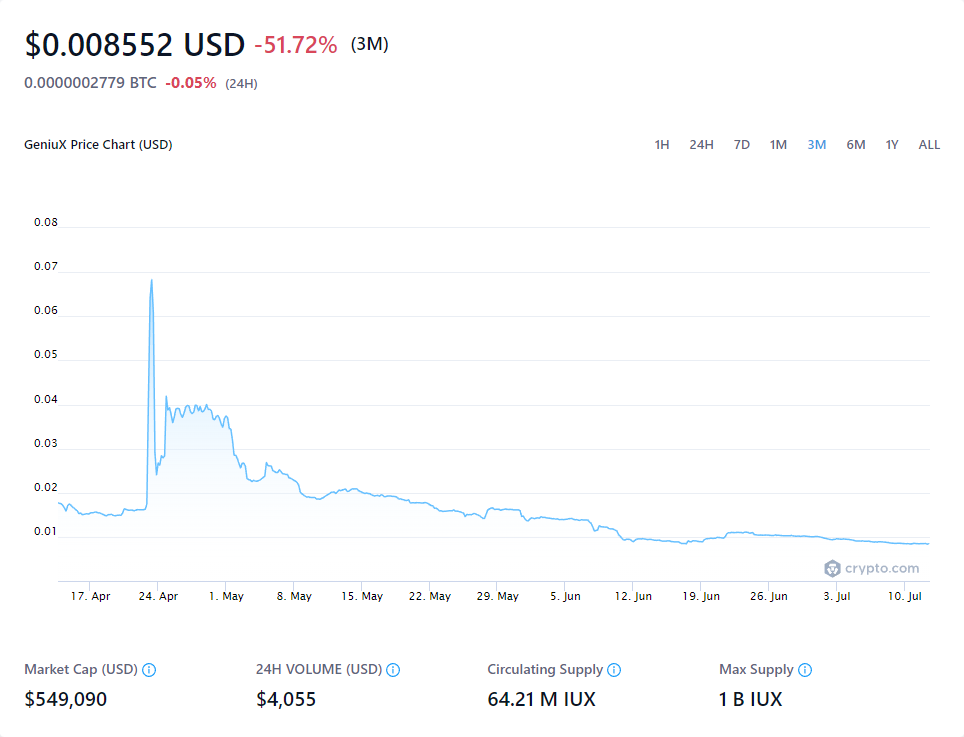 $0.008552 USD -51.72% (3M)
0.0000002779 BTC -0.05% (24H)
GeniuX Price Chart (USD) 1H 24H 7D 1M 3M 6M 1Y ALL
0.08
0.07
0.06
0.05
0.04
0.03
0.02
0.01
crypto.com
17. Apr 24. Apr 1. May 8. May 15. May 22. May 29. May 5. Jun 12. Jun 19. Jun 26. Jun 3. Jul 10. Jul
Market Cap (USD) 24H VOLUME (USD) Circulating Supply Max Supply
$549,090 $4,055 64.21 M IUX 1 B IUX